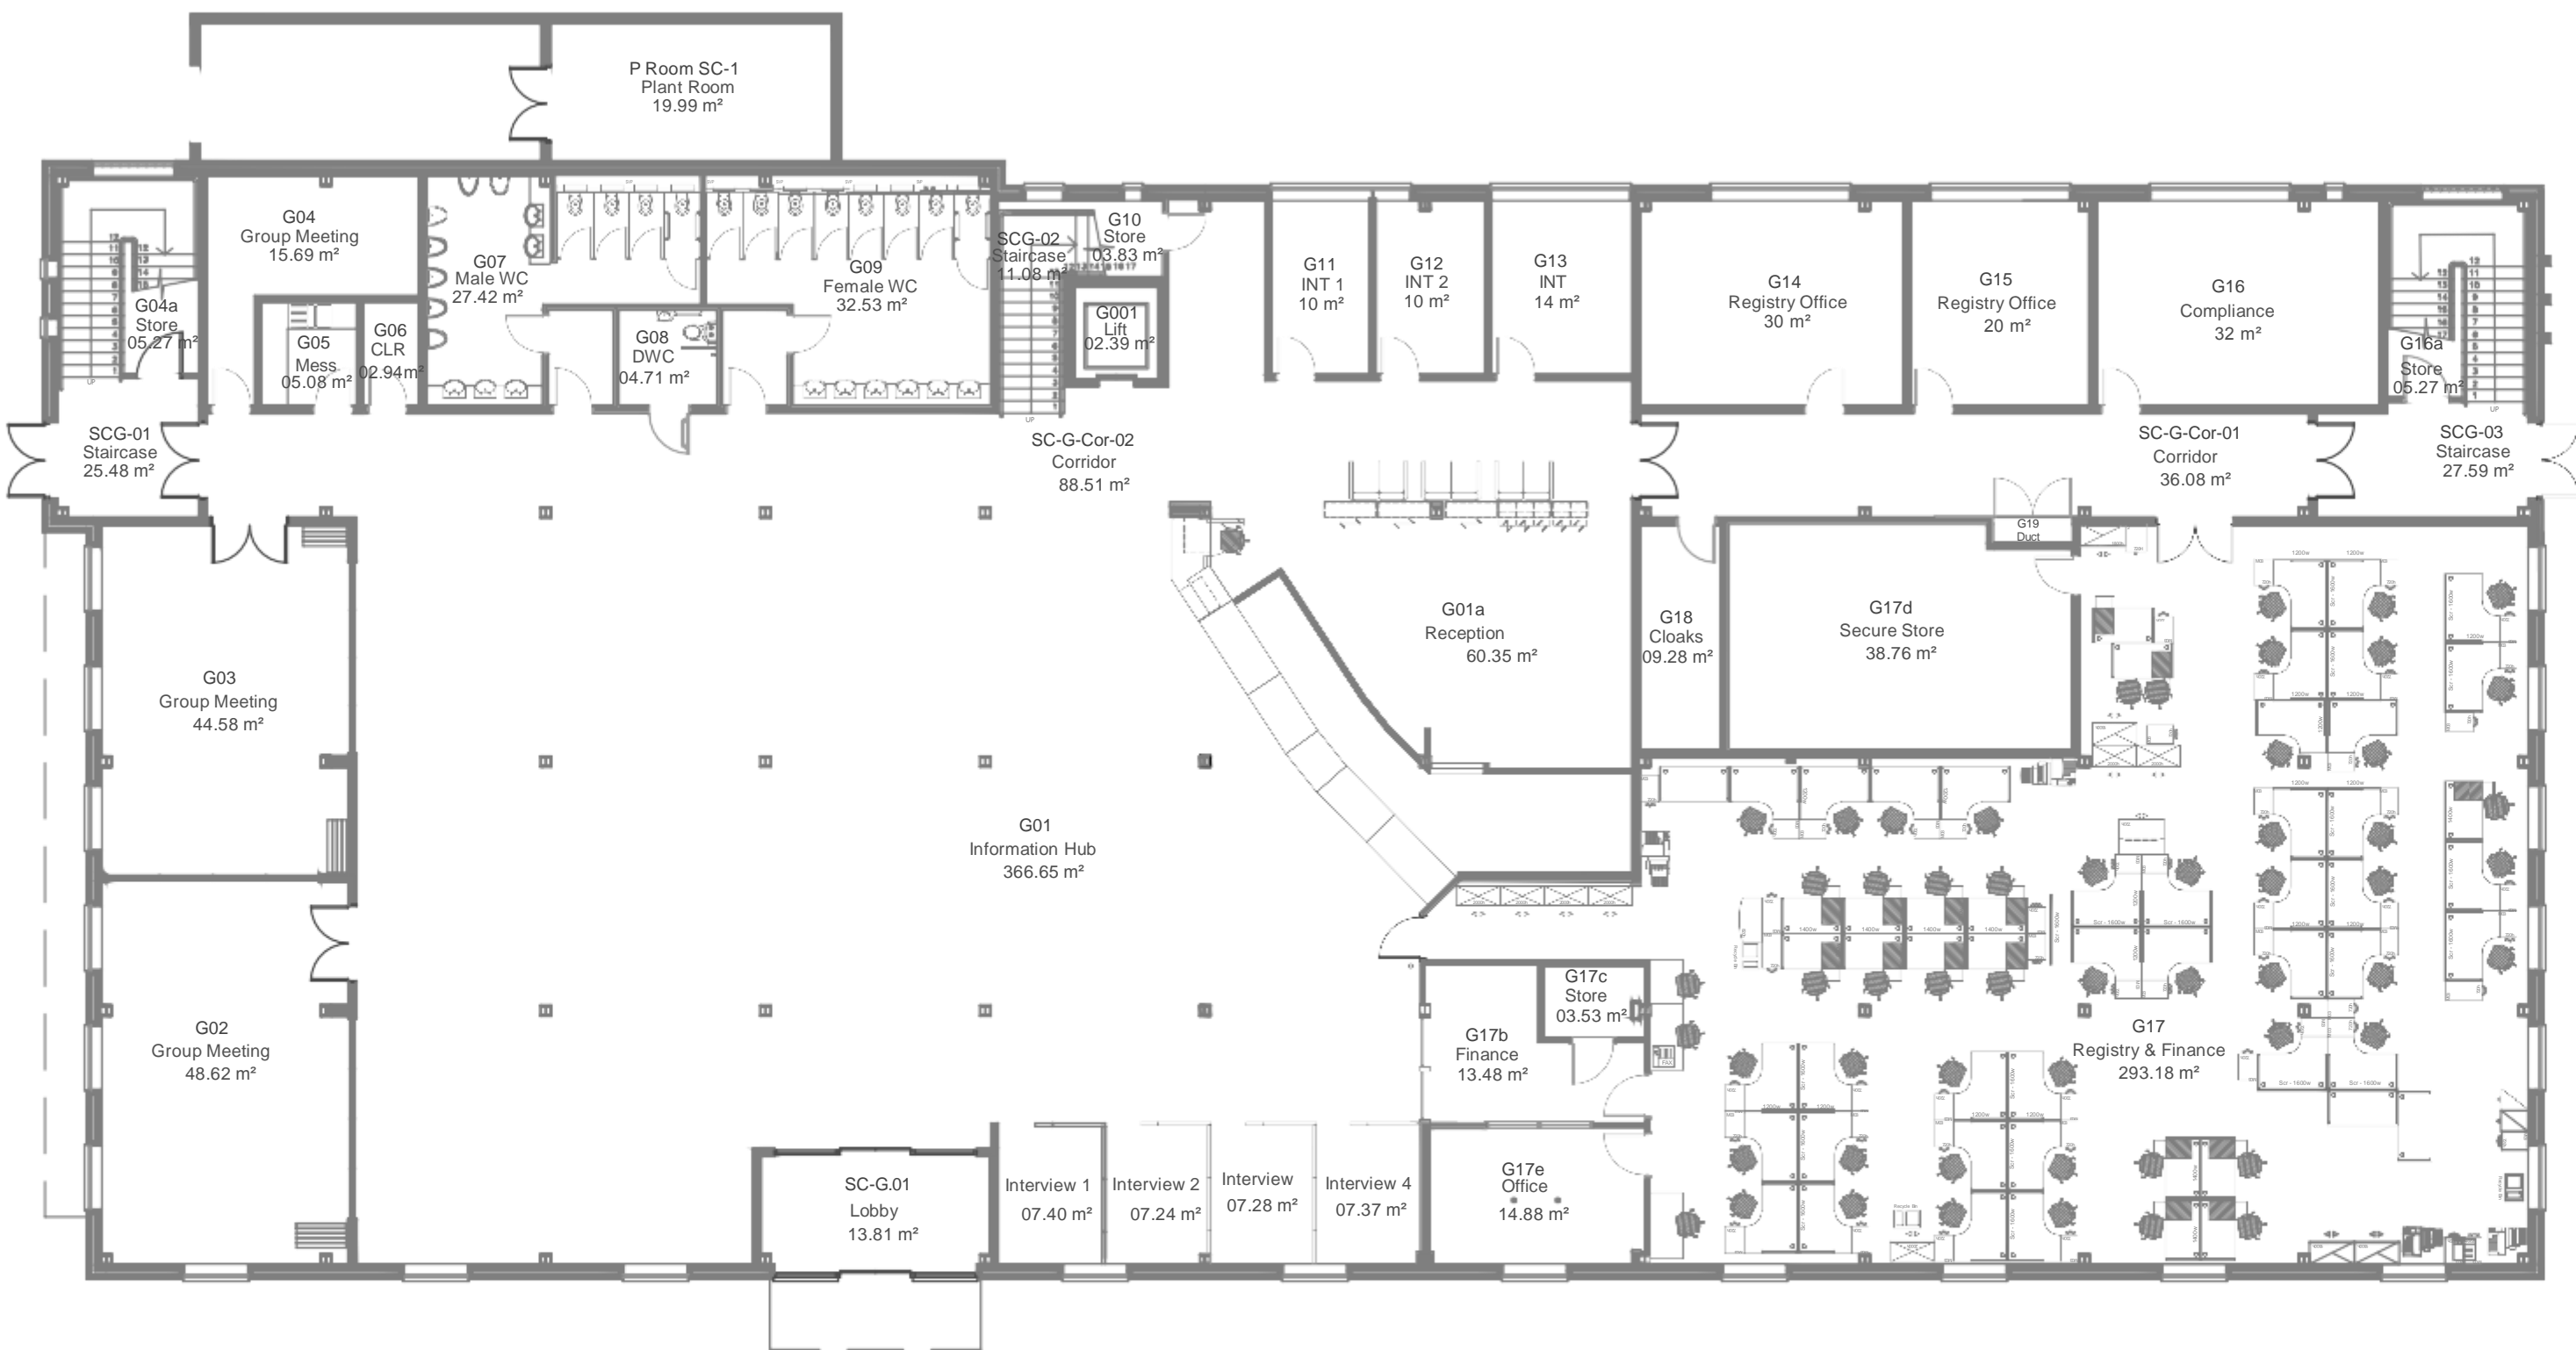 P Room SC-1
Plant Room
19.99 m²
G04
Group Meeting
15.69 m²
G04a
Store
05.27 m²
G05
Mess
05.08 m²
G06
CLR
02.94m²
G07
Male WC
27.42 m²
G08
DWC
04.71 m²
G09
Female WC
32.53 m²
SCG-02
Staircase
11.08 m²
G10
Store
03.83 m²
G001
Lift
02.39 m²
G11
INT 1
10 m²
G12
INT 2
10 m²
G13
INT
14 m²
G14
Registry Office
30 m²
G15
Registry Office
20 m²
G16
Compliance
32 m²
G16a
Store
05.27 m²
UP
UP
UP
SCG-01
Staircase
25.48 m²
SC-G-Cor-02
Corridor
88.51 m²
SC-G-Cor-01
Corridor
36.08 m²
SCG-03
Staircase
27.59 m²
G19
Duct
G03
Group Meeting
44.58 m²
G01a
Reception
60.35 m²
G18
Cloaks
09.28 m²
G17d
Secure Store
38.76 m²
G01
Information Hub
366.65 m²
G02
Group Meeting
48.62 m²
G17c
Store
03.53 m²
G17b
Finance
13.48 m²
G17
Registry & Finance
293.18 m²
G17e
Office
14.88 m²
SC-G.01
Lobby
13.81 m²
Interview 1
07.40 m²
Interview 2
07.24 m²
Interview
07.28 m²
Interview 4
07.37 m²